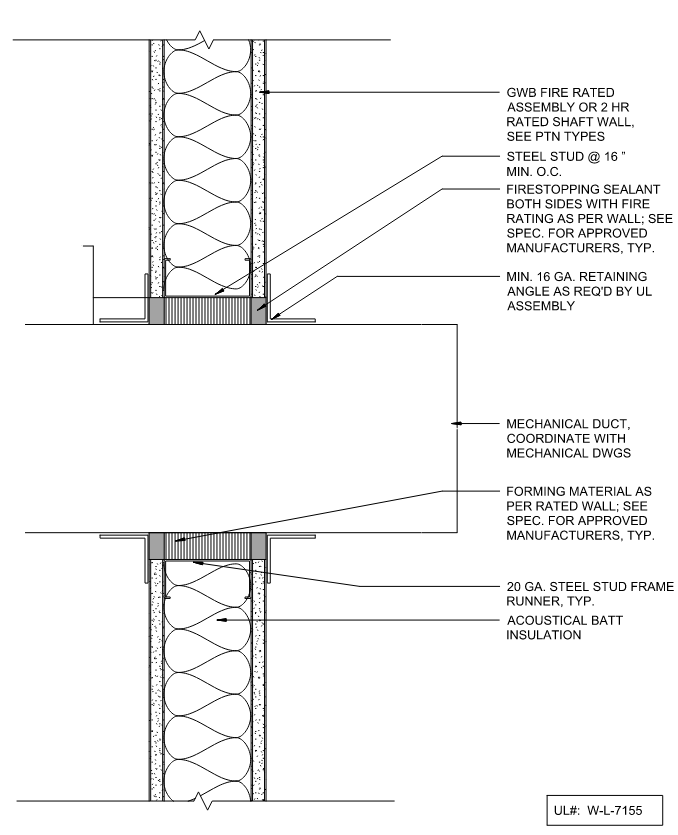 GWB FIRE RATED
ASSEMBLY OR 2 HR
RATED SHAFT WALL,
SEE PTN TYPES
STEEL STUD @ 16 "
MIN. O.C.
FIRESTOPPING SEALANT
BOTH SIDES WITH FIRE
RATING AS PER WALL; SEE
SPEC. FOR APPROVED
MANUFACTURERS, TYP.
MIN. 16 GA. RETAINING
ANGLE AS REQ'D BY UL
ASSEMBLY
MECHANICAL DUCT,
COORDINATE WITH
MECHANICAL DWGS
FORMING MATERIAL AS
PER RATED WALL; SEE
SPEC. FOR APPROVED
MANUFACTURERS, TYP.
20 GA. STEEL STUD FRAME
RUNNER, TYP.
ACOUSTICAL BATT
INSULATION
UL#: W-L-7155